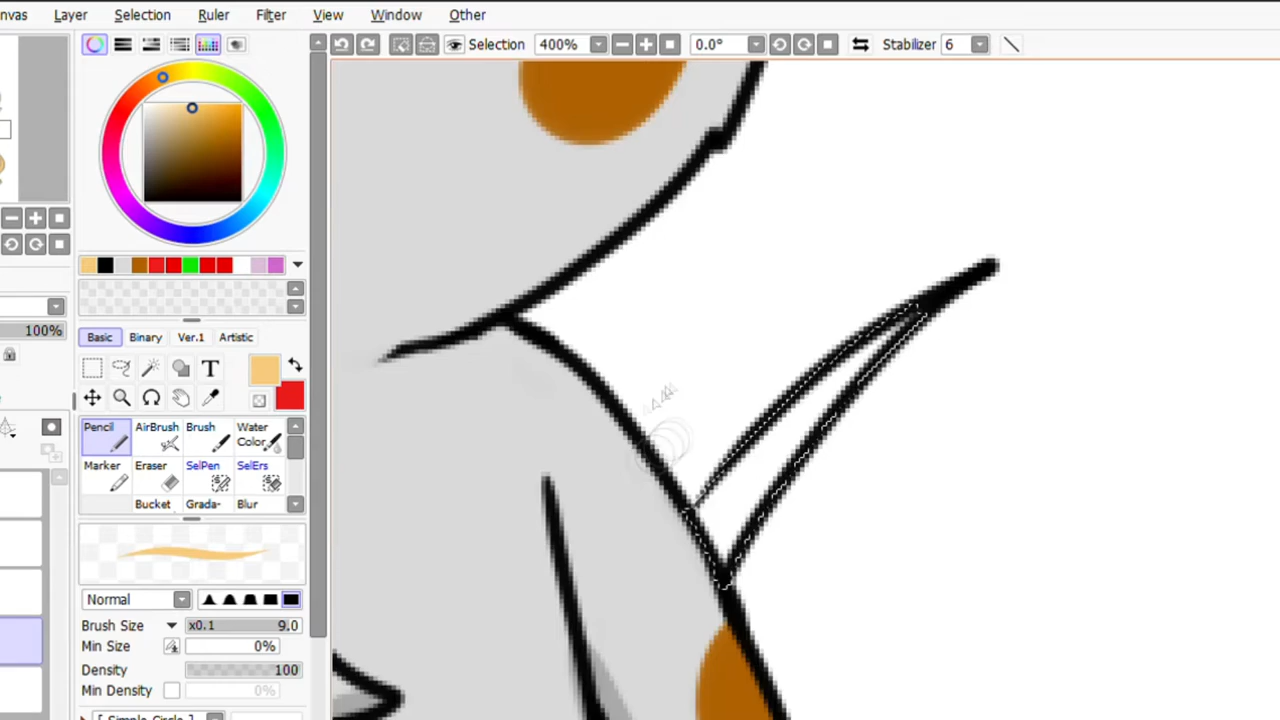 nvas Layer Selection Ruler Filter View Window Other
Selection 400% 0.0° Stabilizer 6
100%
Basic Binary Ver.1 Artistic
T
Pencil AirBrush Brush Water Color
Marker Eraser SelPen SelErs
Bucket Grada- Blur
Normal
Brush Size x0.1 9.0
Min Size 0%
Density 100
Min Density 0%
[ Simple Circle ]